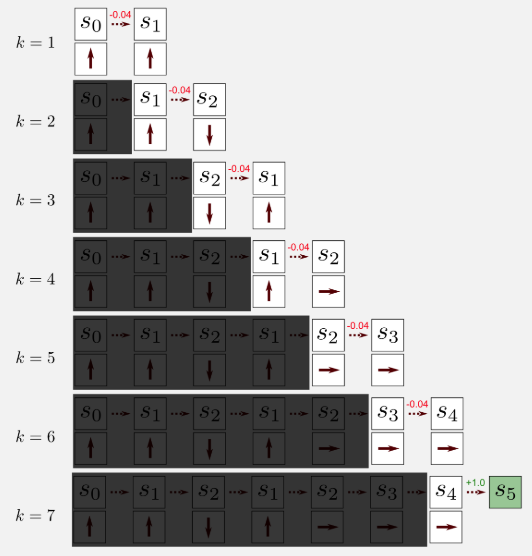 -0.04
k = 1 s₀ s₁
-0.04
k = 2 s₀ s₁ s₂
-0.04
k = 3 s₀ s₁ s₂ s₁
-0.04
k = 4 s₀ s₁ s₂ s₁ s₂
-0.04
k = 5 s₀ s₁ s₂ s₁ s₂ s₃
-0.04
k = 6 s₀ s₁ s₂ s₁ s₂ s₃ s₄
+1.0
k = 7 s₀ s₁ s₂ s₁ s₂ s₃ s₄ s₅